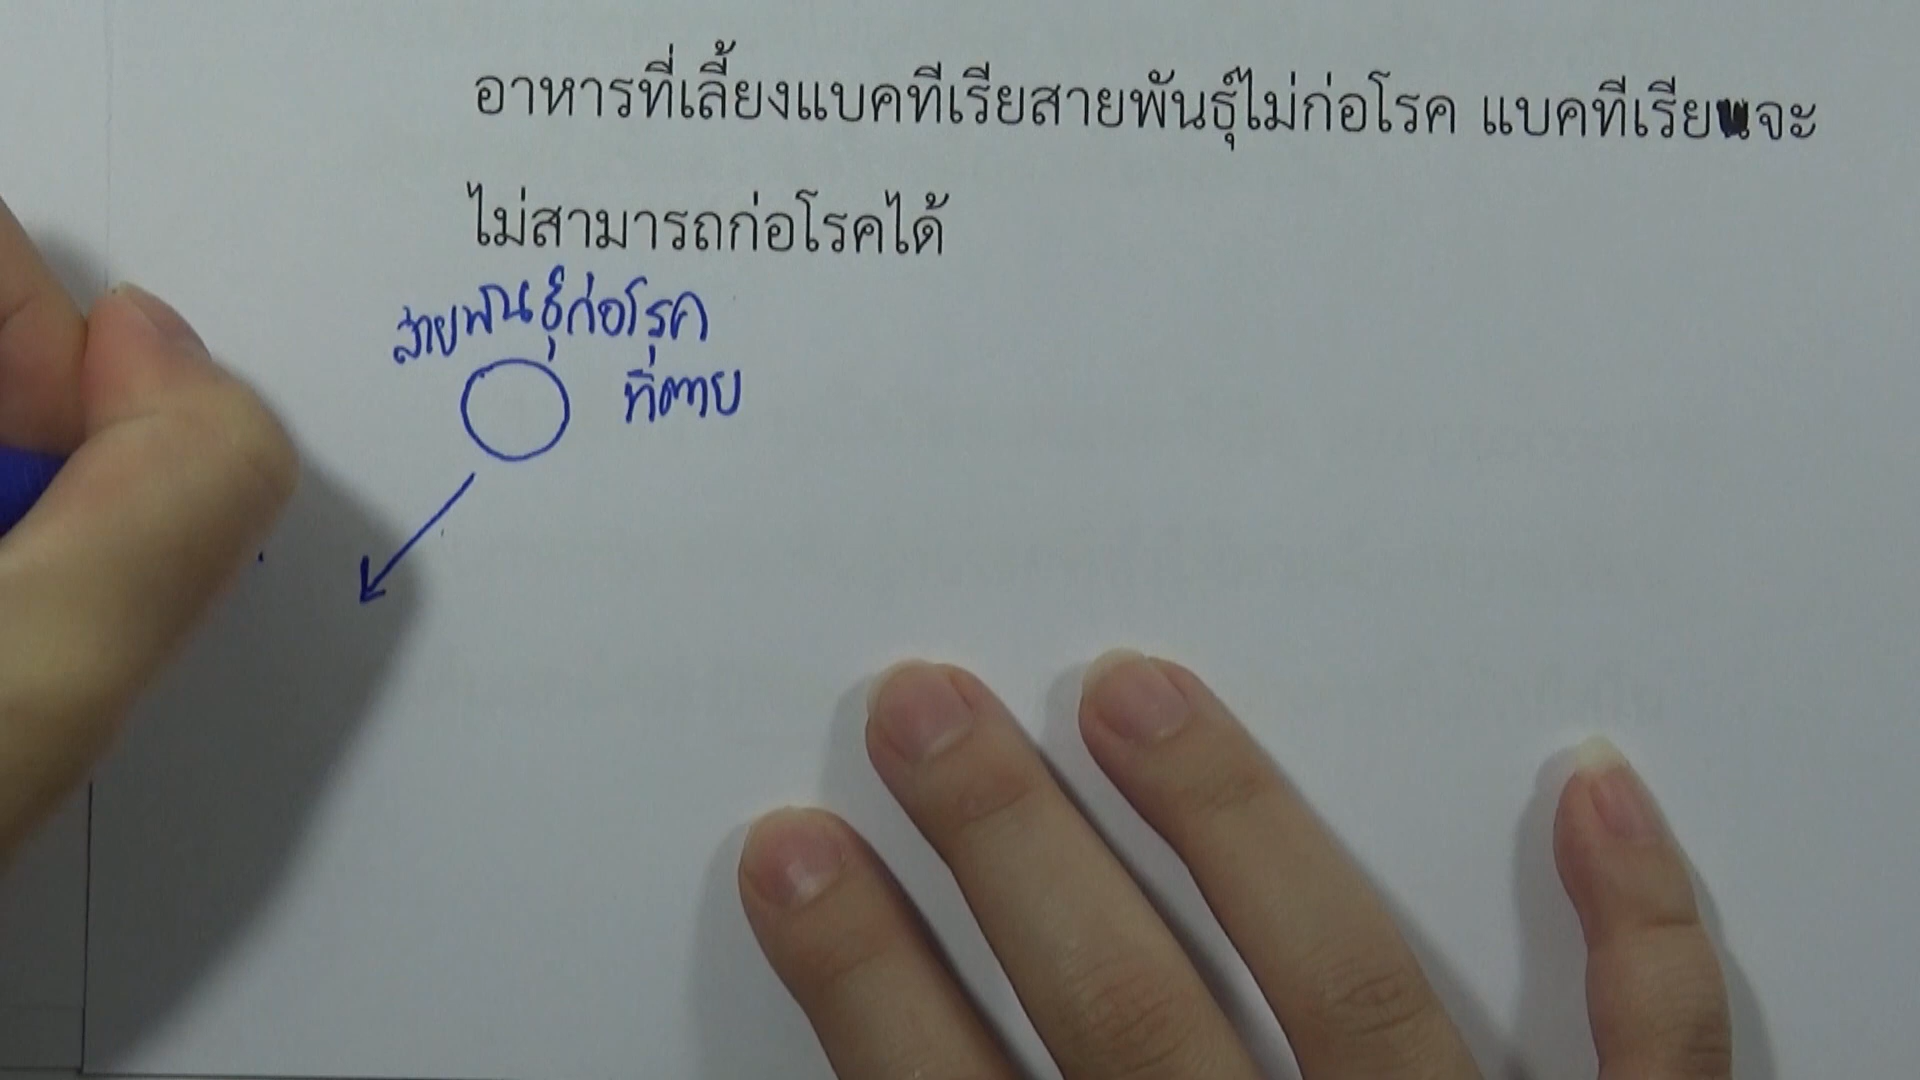 อาหารที่เลี้ยงแบคทีเรียสายพันธุ์ไม่ก่อโรค แบคทีเรียจะ
ไม่สามารถก่อโรคได้
สายพันธุ์ก่อโรค
ที่ตาย